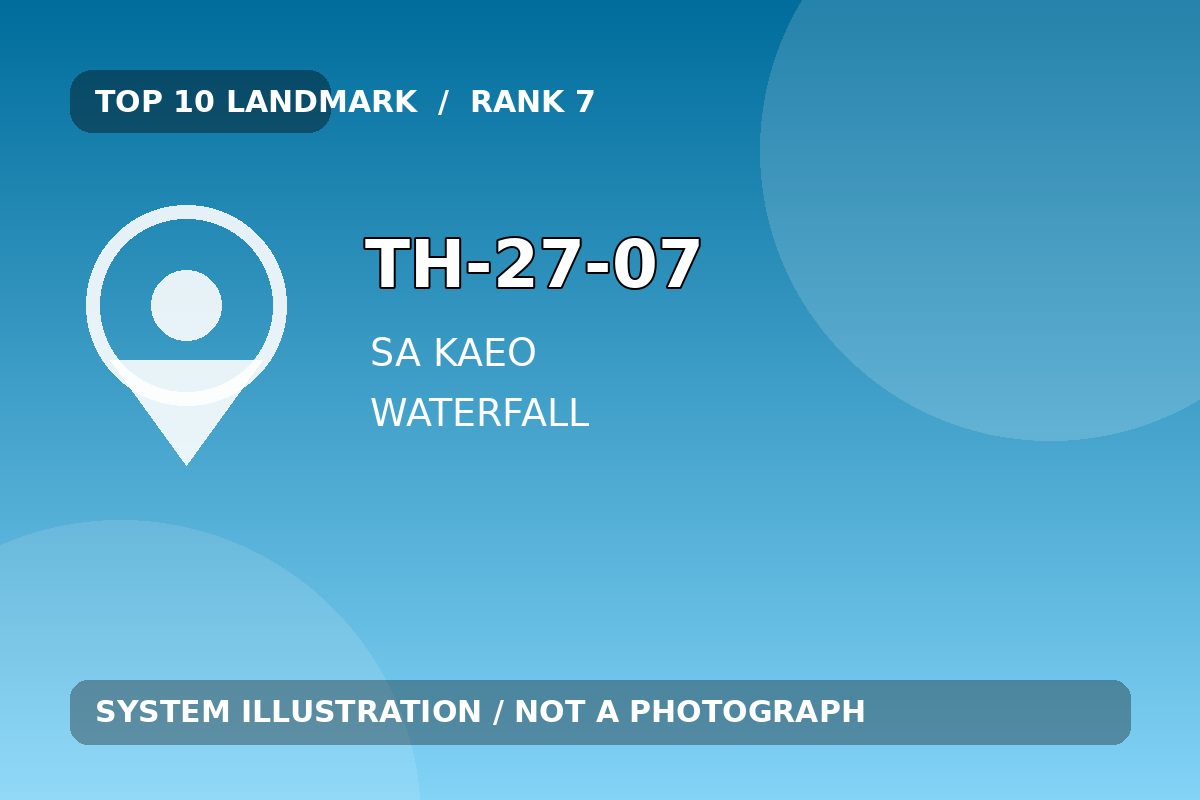 TOP 10 LANDMARK / RANK 7
TH-27-07
SA KAEO
WATERFALL
SYSTEM ILLUSTRATION / NOT A PHOTOGRAPH